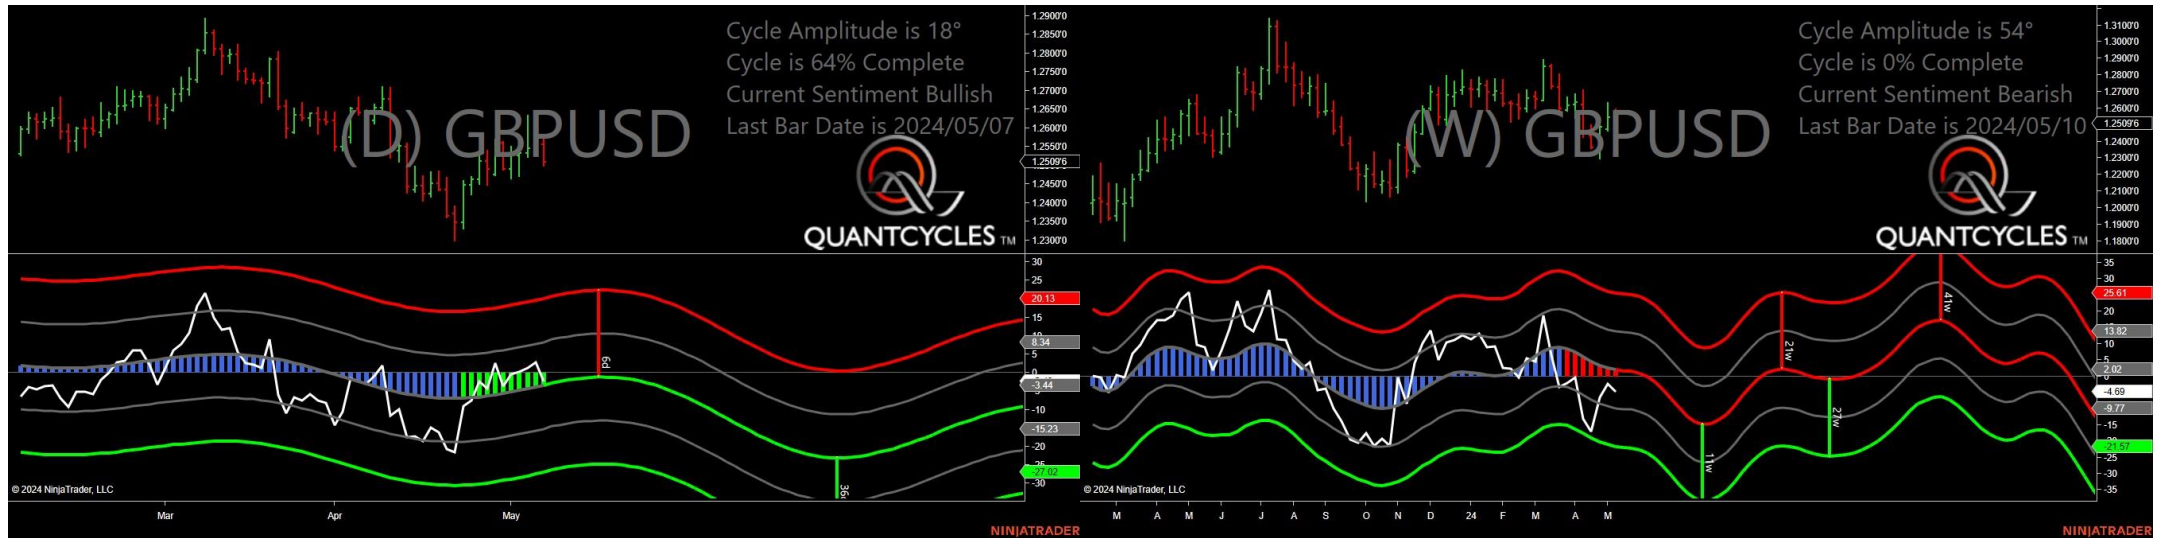 Cycle Amplitude is 18°
Cycle is 64% Complete
Current Sentiment Bullish
Last Bar Date is 2024/05/07
(D) GBPUSD
QUANTCYCLES TM
1.2900'0
1.2850'0
1.2750'0
1.2700'0
1.2650'0
1.2600'0
1.2550'0
1.2509'6
1.2450'0
1.2400'0
1.2350'0
1.2300'0
30
25
20.13
15
8.34
5
0
-3.44
-10
-15.23
-20
-27.02
-30
6d
© 2024 NinjaTrader, LLC
Mar
Apr
May
NINJATRADER
Cycle Amplitude is 54°
Cycle is 0% Complete
Current Sentiment Bearish
Last Bar Date is 2024/05/10
(W) GBPUSD
QUANTCYCLES TM
1.3100'0
1.3000'0
1.2900'0
1.2800'0
1.2700'0
1.2600'0
1.2509'6
1.2400'0
1.2300'0
1.2200'0
1.2100'0
1.2000'0
1.1900'0
1.1800'0
35
30
25.61
20
13.82
10
5
2.02
-4.69
-9.77
-15
-21.57
-25
-30
-35
11w
21w
27w
41w
© 2024 NinjaTrader, LLC
M
A
M
J
J
A
S
O
N
D
24
F
M
A
M
NINJATRADER